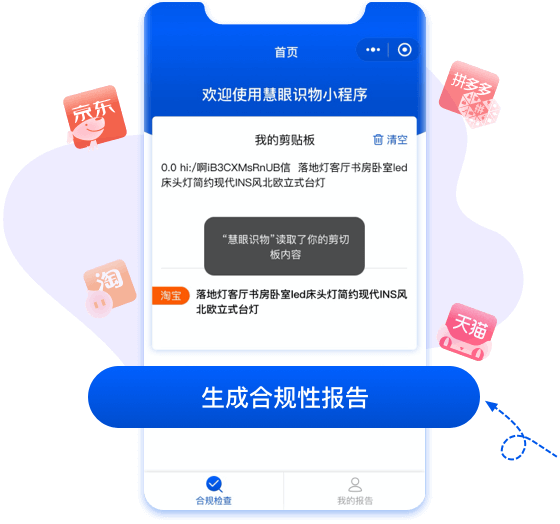 首页
欢迎使用慧眼识物小程序
京东
拼多多
我的剪贴板
清空
0.0 hi:/啊iB3CXMsRnUB信 落地灯客厅书房卧室led
床头灯简约现代INS风北欧立式台灯
“慧眼识物”读取了你的剪切
板内容
淘
淘宝
落地灯客厅书房卧室led床头灯简约现代INS风
北欧立式台灯
天猫
生成合规性报告
合规检查
我的报告